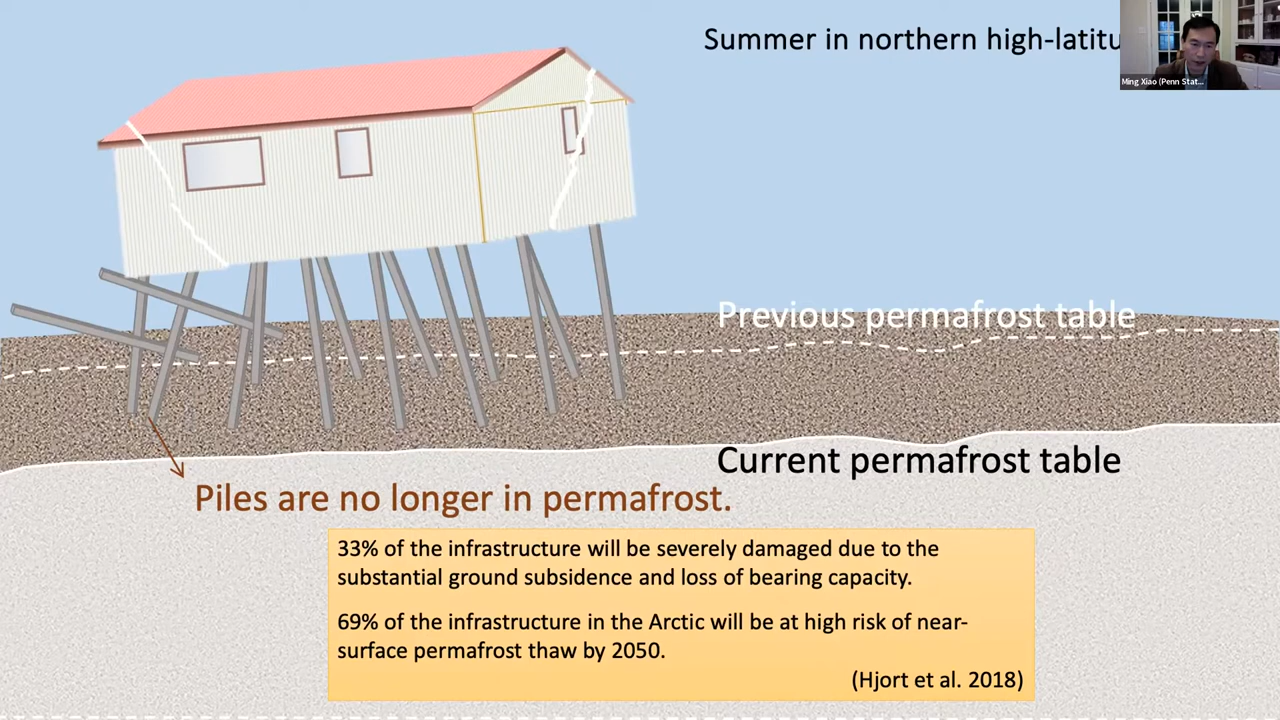 Summer in northern high-latitu
Ming Xiao (Penn Stat...
Previous permafrost table
Current permafrost table
Piles are no longer in permafrost.
33% of the infrastructure will be severely damaged due to the
substantial ground subsidence and loss of bearing capacity.
69% of the infrastructure in the Arctic will be at high risk of near-
surface permafrost thaw by 2050.
(Hjort et al. 2018)